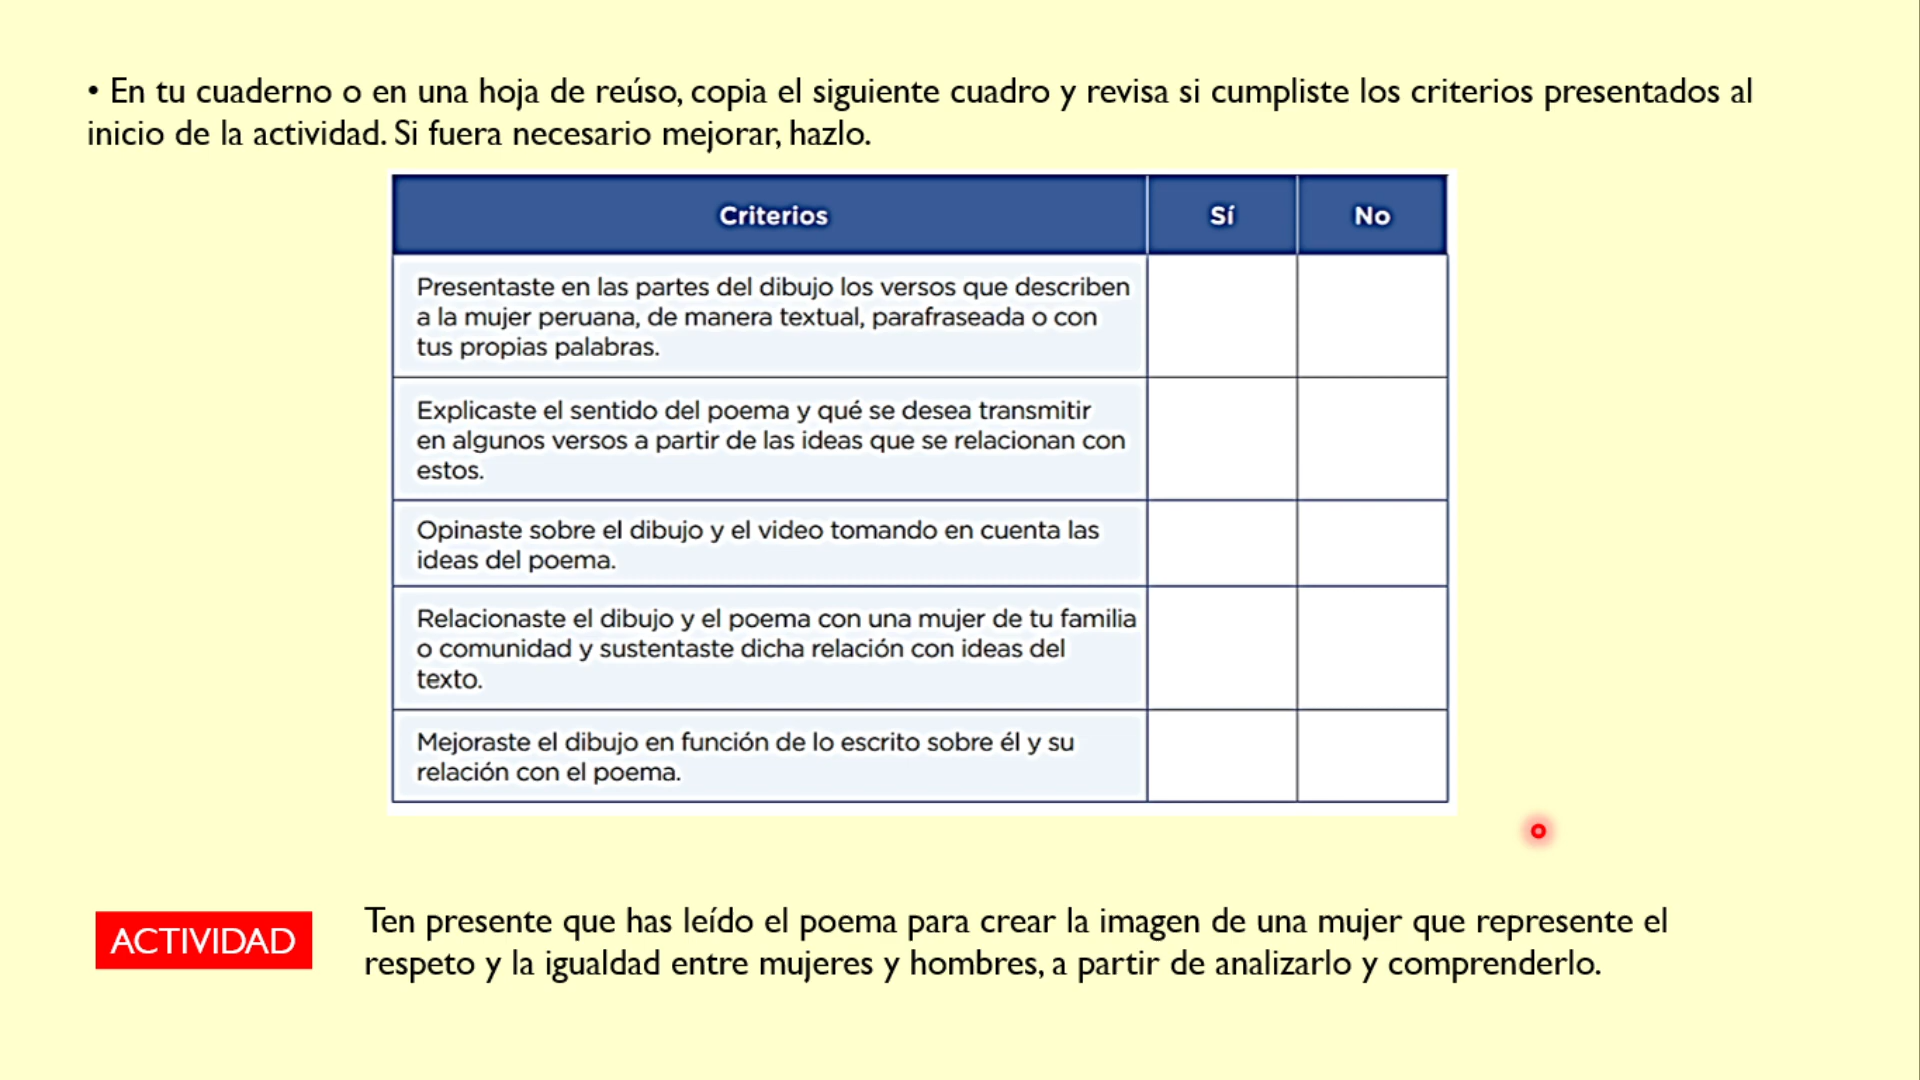 • En tu cuaderno o en una hoja de reúso, copia el siguiente cuadro y revisa si cumpliste los criterios presentados al
inicio de la actividad. Si fuera necesario mejorar, hazlo.
Criterios Sí No
Presentaste en las partes del dibujo los versos que describen
a la mujer peruana, de manera textual, parafraseada o con
tus propias palabras.
Explicaste el sentido del poema y qué se desea transmitir
en algunos versos a partir de las ideas que se relacionan con
estos.
Opinaste sobre el dibujo y el video tomando en cuenta las
ideas del poema.
Relacionaste el dibujo y el poema con una mujer de tu familia
o comunidad y sustentaste dicha relación con ideas del
texto.
Mejoraste el dibujo en función de lo escrito sobre él y su
relación con el poema.
ACTIVIDAD
Ten presente que has leído el poema para crear la imagen de una mujer que represente el
respeto y la igualdad entre mujeres y hombres, a partir de analizarlo y comprenderlo.